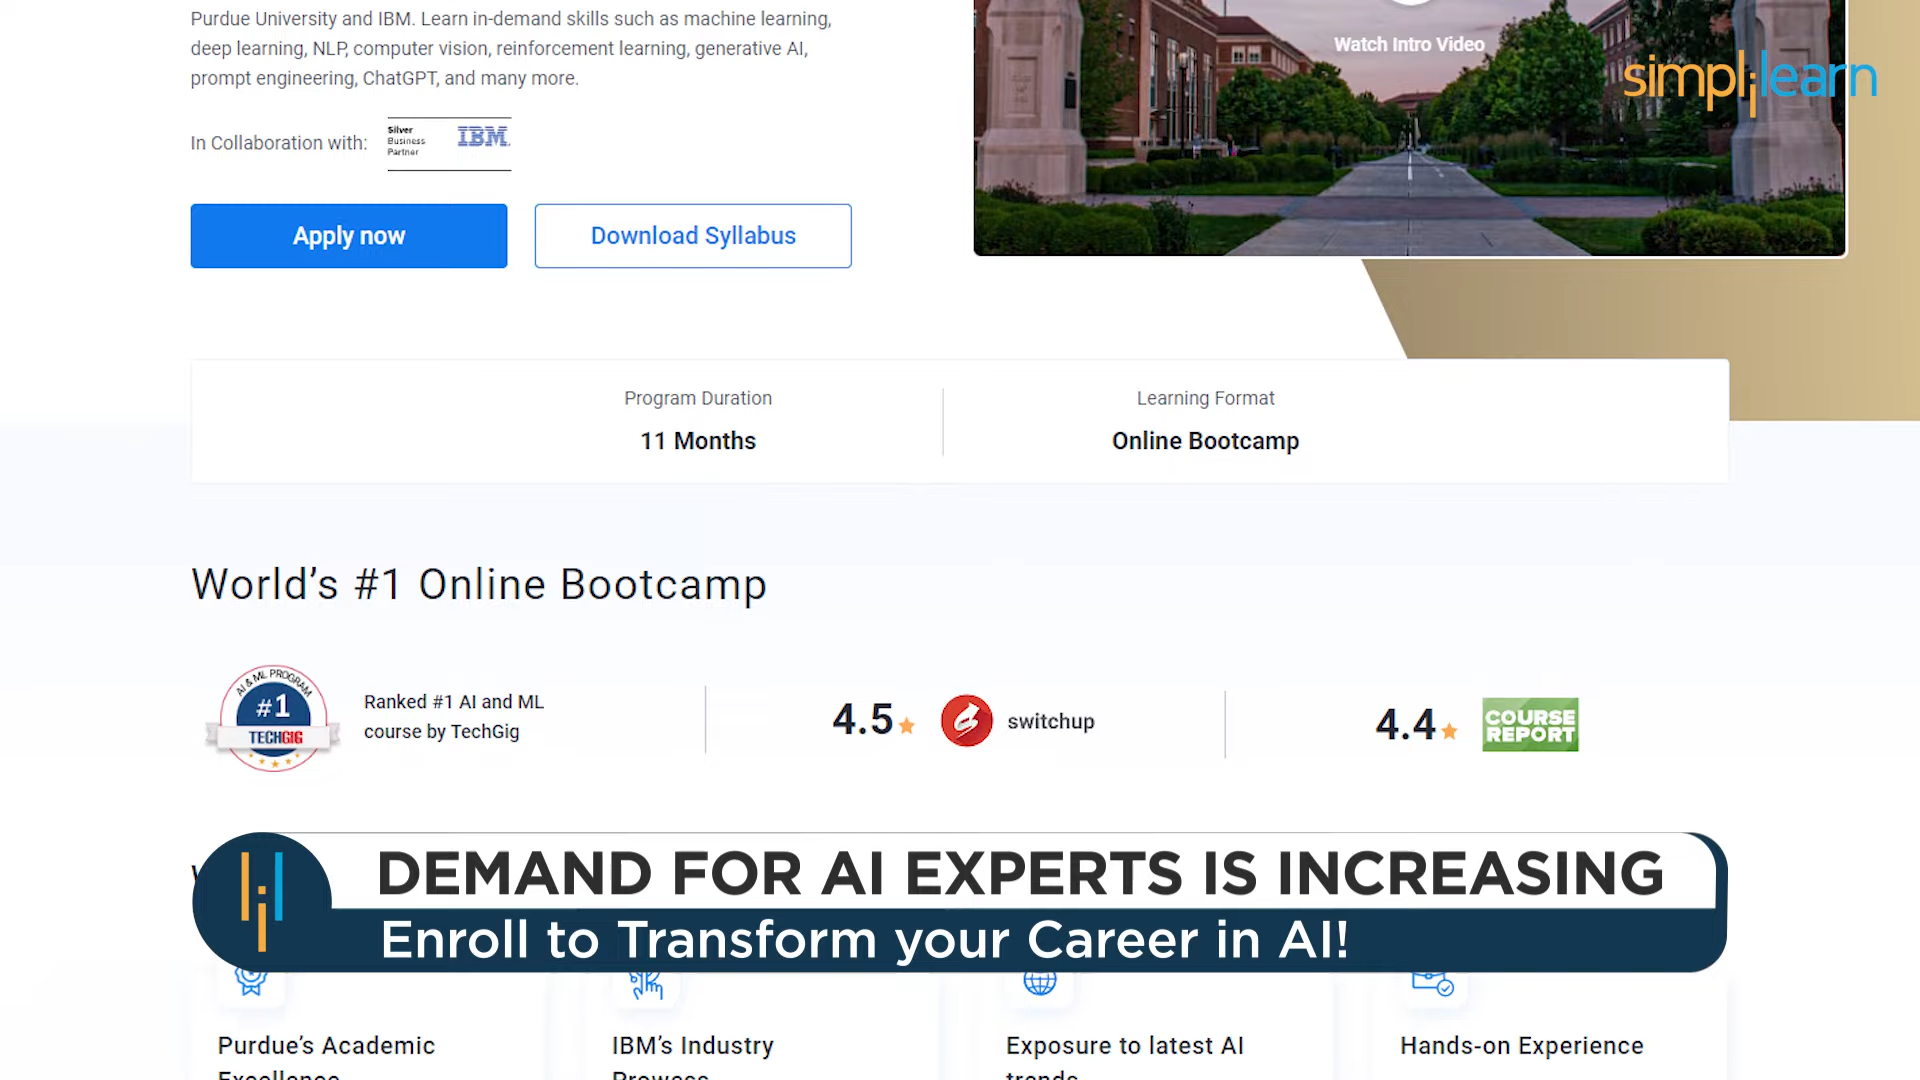 Purdue University and IBM. Learn in-demand skills such as machine learning,
deep learning, NLP, computer vision, reinforcement learning, generative AI,
prompt engineering, ChatGPT, and many more.
Watch Intro Video
simplilearn
In Collaboration with:
Silver
Business
Partner
IBM
Apply now
Download Syllabus
Program Duration
Learning Format
11 Months
Online Bootcamp
World’s #1 Online Bootcamp
AI & ML PROGRAM
#1
TECHGIG
Ranked #1 AI and ML
course by TechGig
4.5
switchup
4.4
COURSE
REPORT
DEMAND FOR AI EXPERTS IS INCREASING
Enroll to Transform your Career in AI!
Purdue’s Academic
Excellence
IBM’s Industry
Prowess
Exposure to latest AI
trends
Hands-on Experience